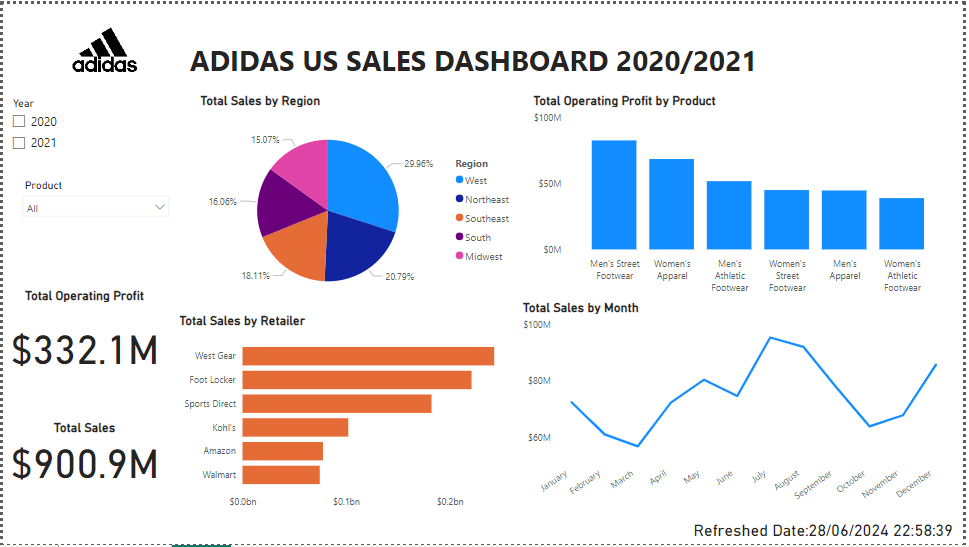 adidas
ADIDAS US SALES DASHBOARD 2020/2021
Year
2020
2021
Product
All
Total Operating Profit
$332.1M
Total Sales
$900.9M
Total Sales by Region
15.07%
29.96%
16.06%
18.11%
20.79%
Region
West
Northeast
Southeast
South
Midwest
Total Operating Profit by Product
$100M
$50M
$0M
Men's Street
Footwear
Women's
Apparel
Men's
Athletic
Footwear
Women's
Street
Footwear
Men's
Apparel
Women's
Athletic
Footwear
Total Sales by Retailer
West Gear
Foot Locker
Sports Direct
Kohl's
Amazon
Walmart
$0.0bn
$0.1bn
$0.2bn
Total Sales by Month
$100M
$80M
$60M
January
February
March
April
May
June
July
August
September
October
November
December
Refreshed Date:28/06/2024 22:58:39